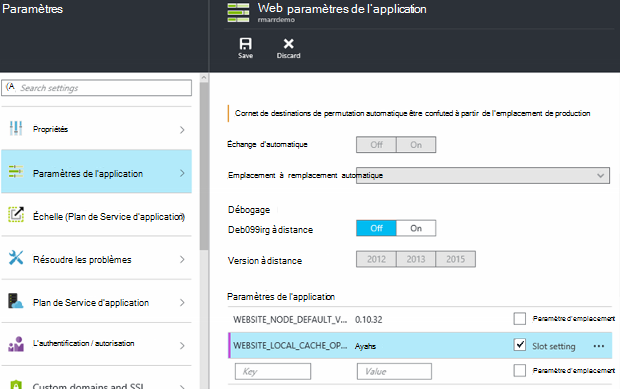 Paramètres
Web paramètres de l'application
rmarrdemo
Save
Discard
Search settings
Propriétés
Paramètres de l'application
Échelle (Plan de Service d'application)
Résoudre les problèmes
Plan de Service d'application
L'authentification / autorisation
Custom domains and SSL
Cornet de destinations de permutation automatique être confuted à partir de l'emplacement de production
Échange d'automatique
Off On
Emplacement à remplacement automatique
Débogage
Deb099irg à distance
Off On
Version à distance
2012 2013 2015
Paramètres de l'application
WEBSITE_NODE_DEFAULT_V... 0.10.32 Paramètre d'emplacement
WEBSITE_LOCAL_CACHE_OP... Ayahs Slot setting ...
Key Value Paramètre d'emplacement